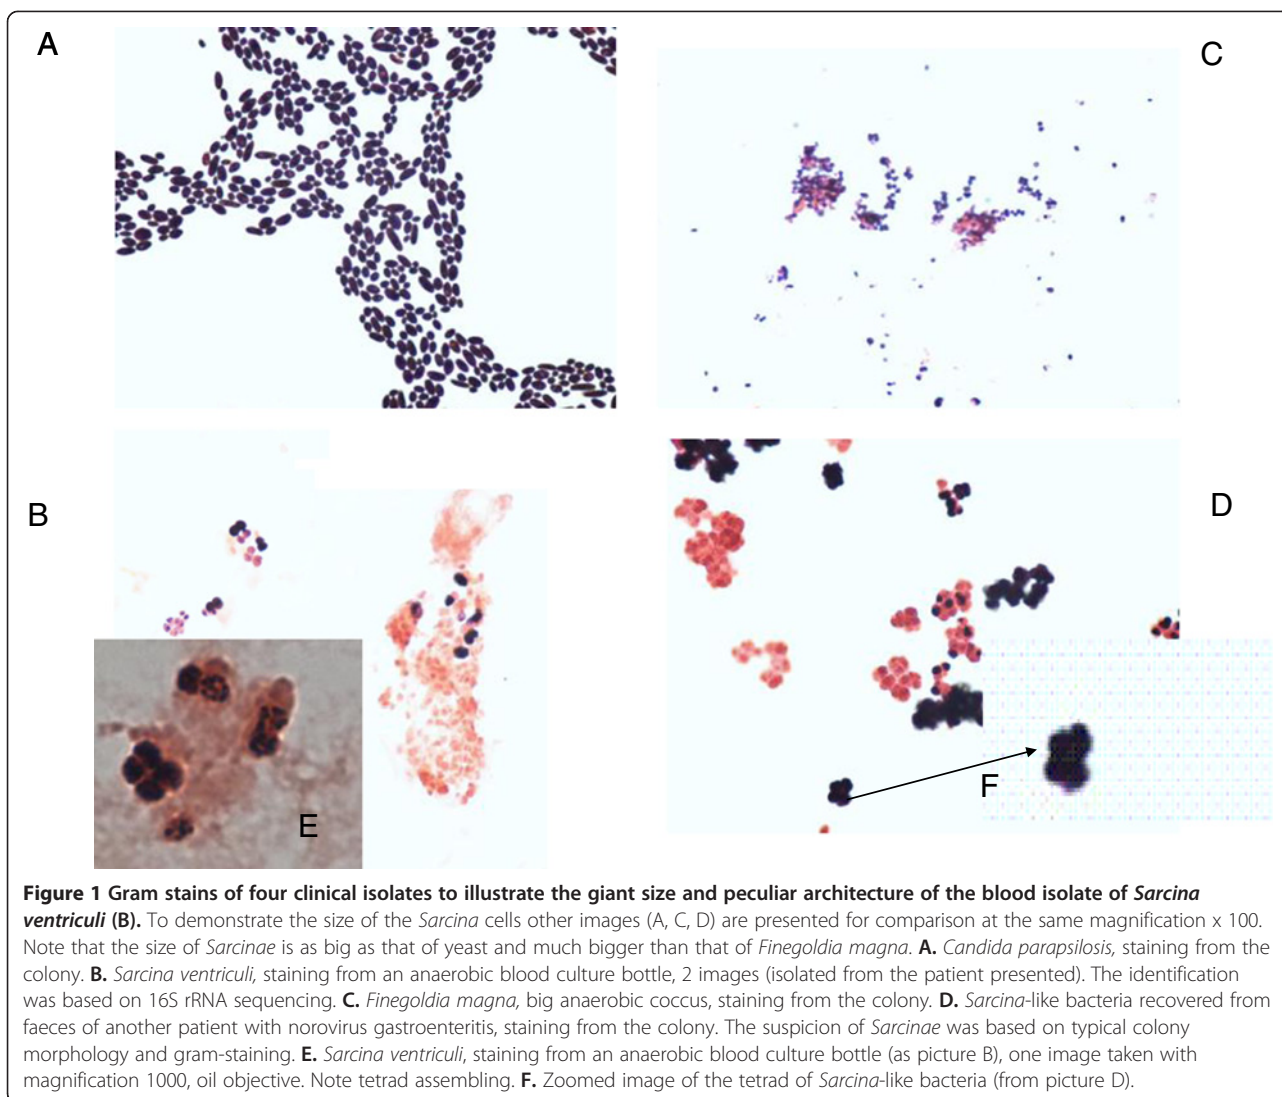 A
C
B
D
E
F
Figure 1 Gram stains of four clinical isolates to illustrate the giant size and peculiar architecture of the blood isolate of Sarcina
ventriculi (B). To demonstrate the size of the Sarcina cells other images (A, C, D) are presented for comparison at the same magnification x 100.
Note that the size of Sarcinae is as big as that of yeast and much bigger than that of Finegoldia magna. A. Candida parapsilosis, staining from the
colony. B. Sarcina ventriculi, staining from an anaerobic blood culture bottle, 2 images (isolated from the patient presented). The identification
was based on 16S rRNA sequencing. C. Finegoldia magna, big anaerobic coccus, staining from the colony. D. Sarcina-like bacteria recovered from
faeces of another patient with norovirus gastroenteritis, staining from the colony. The suspicion of Sarcinae was based on typical colony
morphology and gram-staining. E. Sarcina ventriculi, staining from an anaerobic blood culture bottle (as picture B), one image taken with
magnification 1000, oil objective. Note tetrad assembling. F. Zoomed image of the tetrad of Sarcina-like bacteria (from picture D).